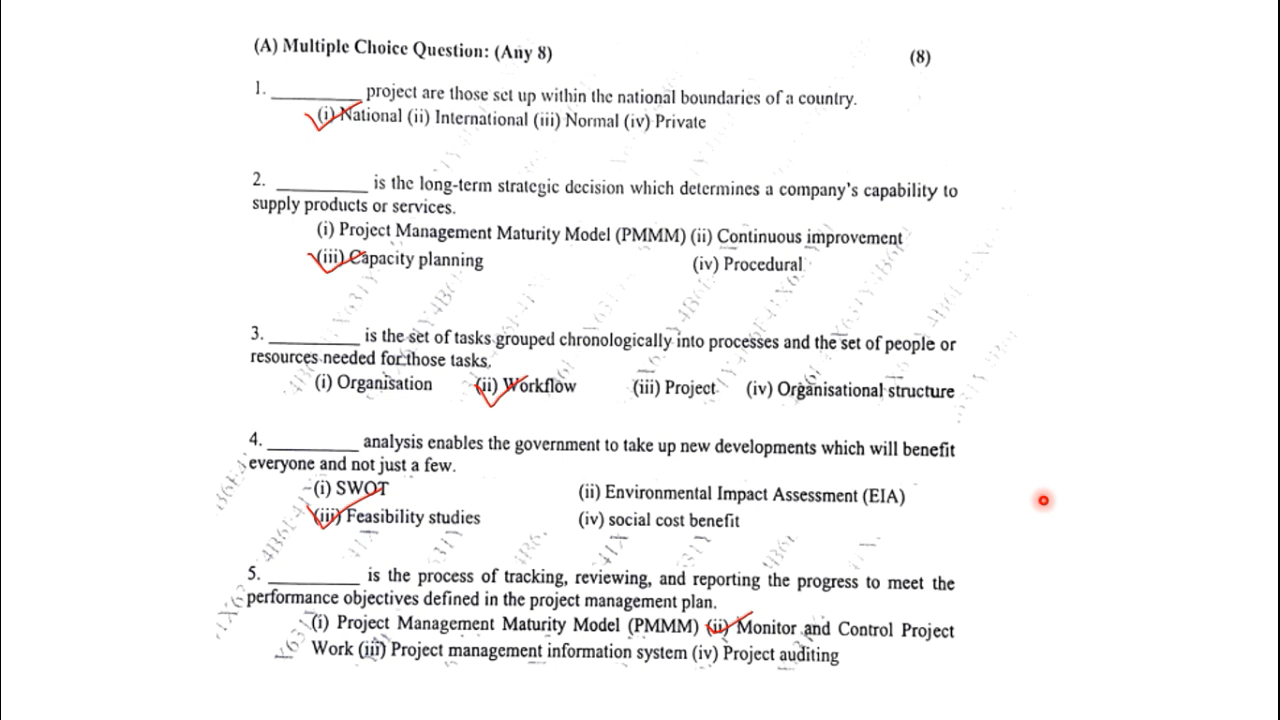 (A) Multiple Choice Question: (Any 8) (8)
1. __________ project are those set up within the national boundaries of a country.
(i) National (ii) International (iii) Normal (iv) Private
2. __________ is the long-term strategic decision which determines a company's capability to
supply products or services.
(i) Project Management Maturity Model (PMMM) (ii) Continuous improvement
(iii) Capacity planning (iv) Procedural
3. __________ is the set of tasks grouped chronologically into processes and the set of people or
resources needed for those tasks.
(i) Organisation (ii) Workflow (iii) Project (iv) Organisational structure
4. __________ analysis enables the government to take up new developments which will benefit
everyone and not just a few.
(i) SWOT (ii) Environmental Impact Assessment (EIA)
(iii) Feasibility studies (iv) social cost benefit
5. __________ is the process of tracking, reviewing, and reporting the progress to meet the
performance objectives defined in the project management plan.
(i) Project Management Maturity Model (PMMM) (ii) Monitor and Control Project
Work (iii) Project management information system (iv) Project auditing